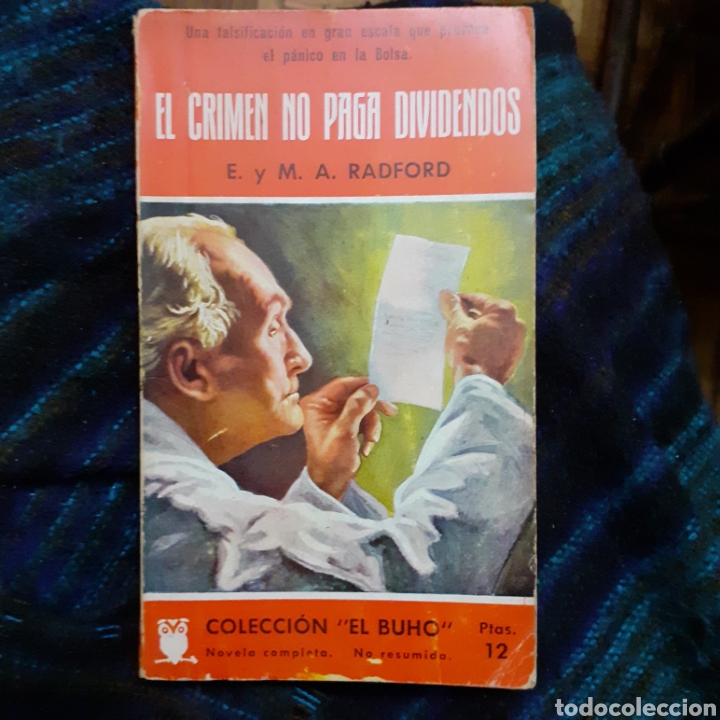 Una falsificación en gran escala que provoca
el pánico en la Bolsa.
EL CRIMEN NO PAGA DIVIDENDOS
E. y M. A. RADFORD
COLECCIÓN "EL BUHO"
Novela completa. No resumida.
Ptas.
12
todocoleccion